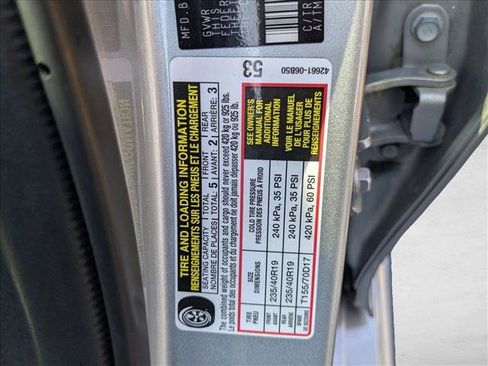 MFD.B
GVWR
THIS
FEDER
THEFT
C/TR
A/TM
53
42661-06B50
TIRE AND LOADING INFORMATION
RENSEIGNEMENTS SUR LES PNEUS ET LE CHARGEMENT
SEATING CAPACITY | TOTAL 5 | FRONT 2 | REAR 3
NOMBRE DE PLACES | TOTAL 5 | AVANT 2 | ARRIÈRE 3
The combined weight of occupants and cargo should never exceed 420 kg or 925 lbs.
Le poids total des occupants et du chargement ne doit jamais dépasser 420 kg ou 925 lb.
TIRE SIZE COLD TIRE PRESSURE
PNEU DIMENSIONS PRESSION DES PNEUS À FROID
FRONT AVANT 235/40R19 240 kPa, 35 PSI
REAR ARRIÈRE 235/40R19 240 kPa, 35 PSI
SPARE DE SECOURS T155/70D17 420 kPa, 60 PSI
SEE OWNER'S
MANUAL FOR
ADDITIONAL
INFORMATION
VOIR LE MANUEL
DE L'USAGER
POUR PLUS DE
RENSEIGNEMENTS